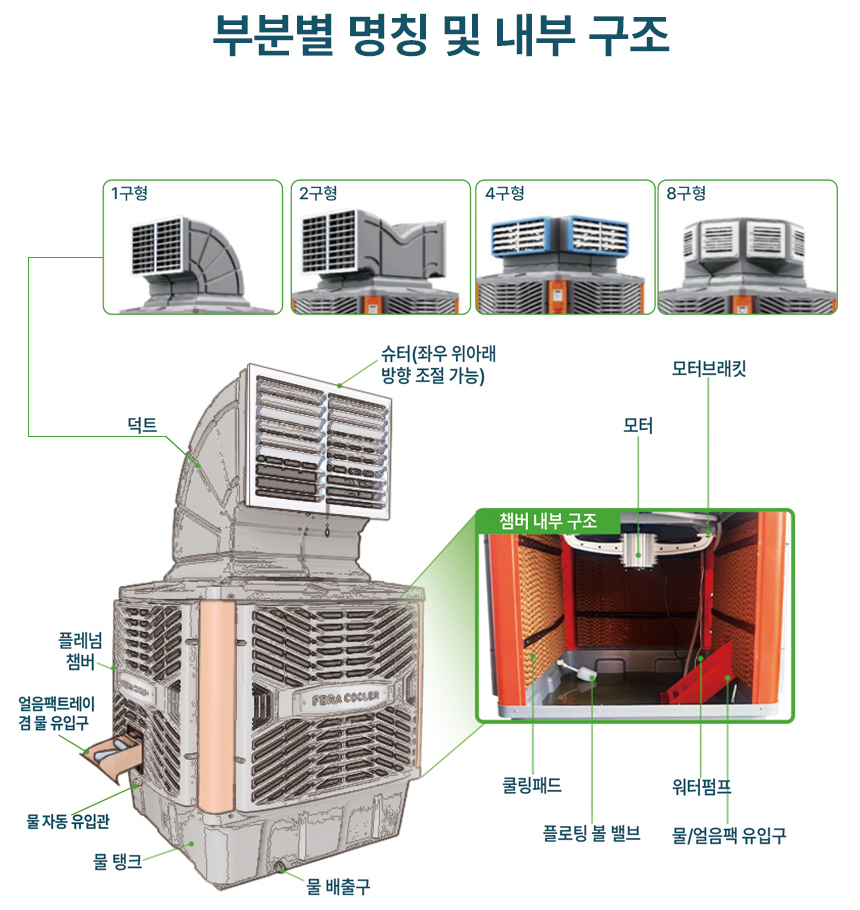 부분별 명칭 및 내부 구조
1구형
2구형
4구형
8구형
슈터(좌우 위아래
방향 조절 가능)
모터브래킷
덕트
모터
챔버 내부 구조
플레넘
챔버
얼음팩트레이
겸 물 유입구
FERA COOLER
물 자동 유입관
물 탱크
물 배출구
쿨링패드
워터펌프
플로팅 볼 밸브
물/얼음팩 유입구